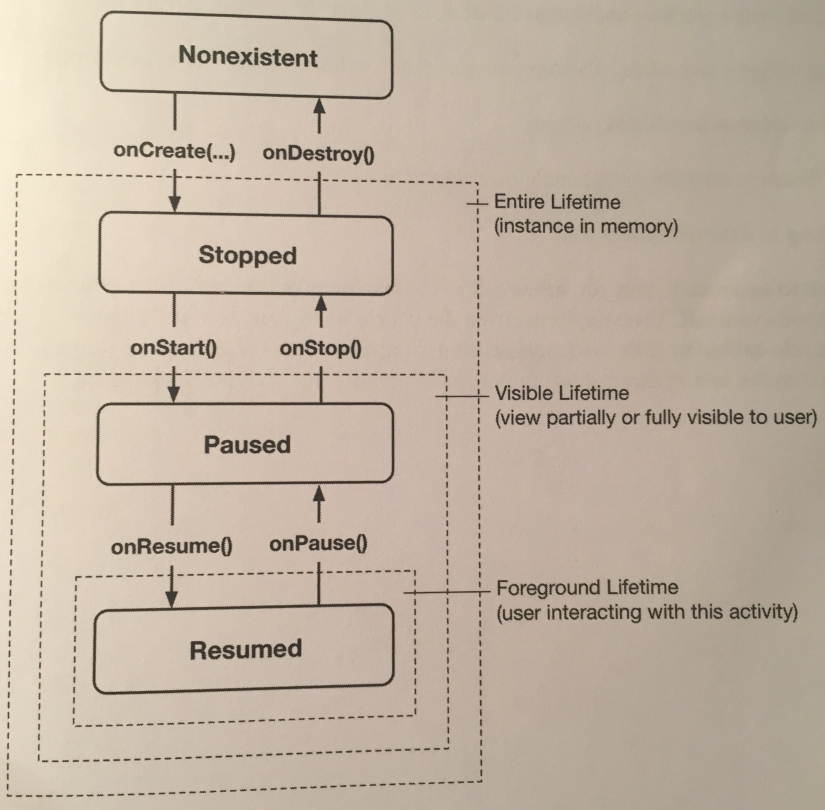 Nonexistent
onCreate(...) onDestroy()
Entire Lifetime
(instance in memory)
Stopped
onStart() onStop()
Visible Lifetime
(view partially or fully visible to user)
Paused
onResume() onPause()
Foreground Lifetime
(user interacting with this activity)
Resumed